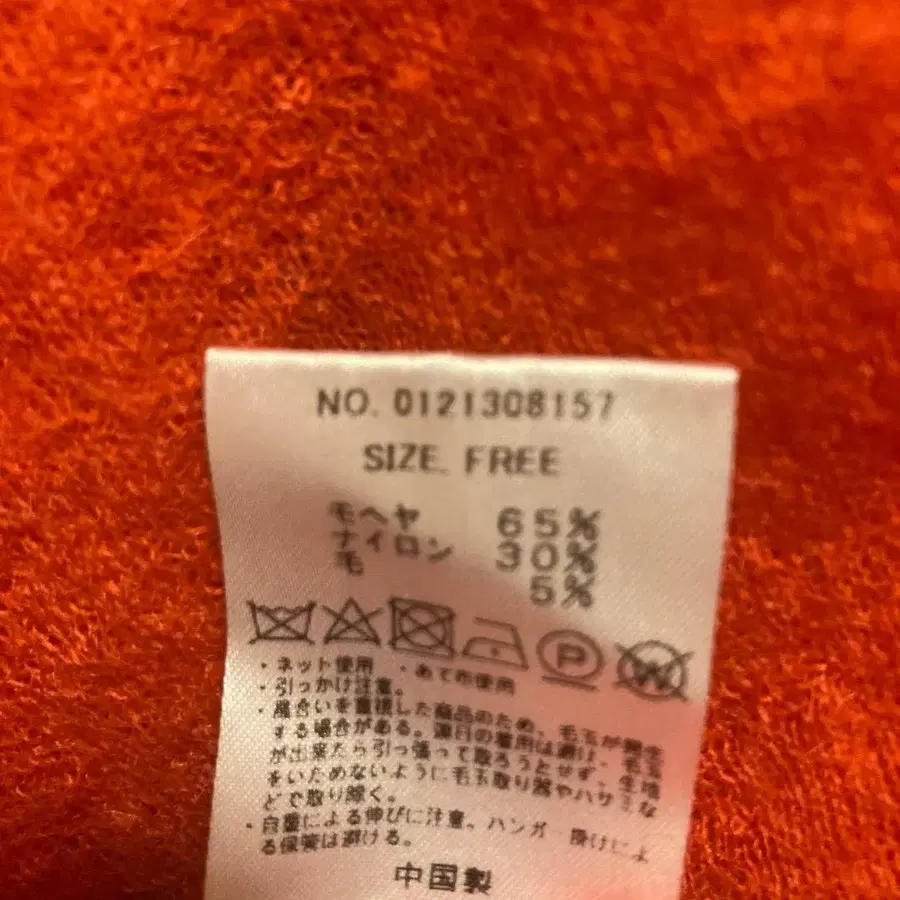 NO. 0121308157
SIZE. FREE
モヘヤ 65%
ナイロン 30%
毛 5%
P W
・ネット使用 ・あて布使用
・引っかけ注意。
・風合いを重視した商品のため、毛玉が発生
する場合がある。連日の着用は避け、毛玉
が出来たら引っ張って取ろうとせず、生地
をいためないように毛玉取り器やハサミな
どで取り除く。
・自重による伸びに注意。ハンガー掛けによ
る保管は避ける。
中国製